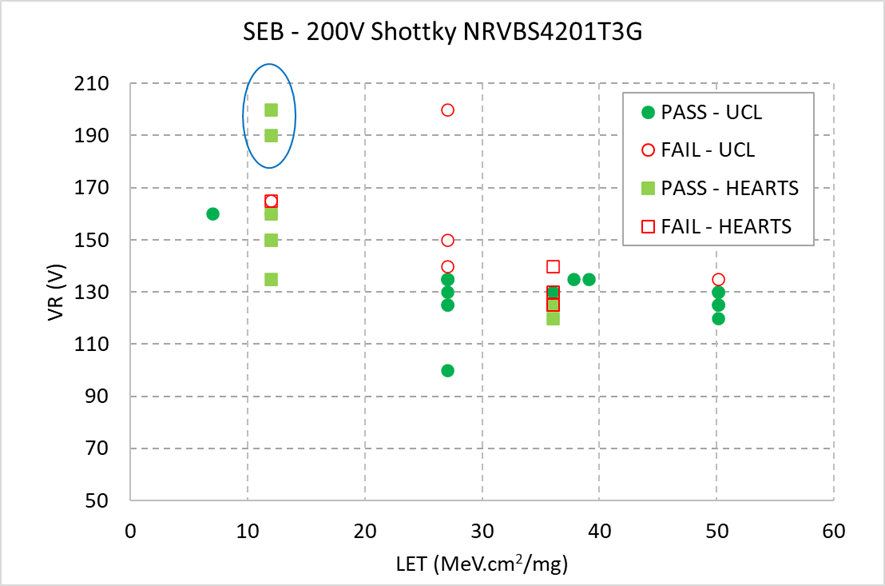 SEB - 200V Shottky NRVBS4201T3G
210
190
170
150
130
110
90
70
50
VR (V)
PASS - UCL
FAIL - UCL
PASS - HEARTS
FAIL - HEARTS
0 10 20 30 40 50 60
LET (MeV.cm²/mg)